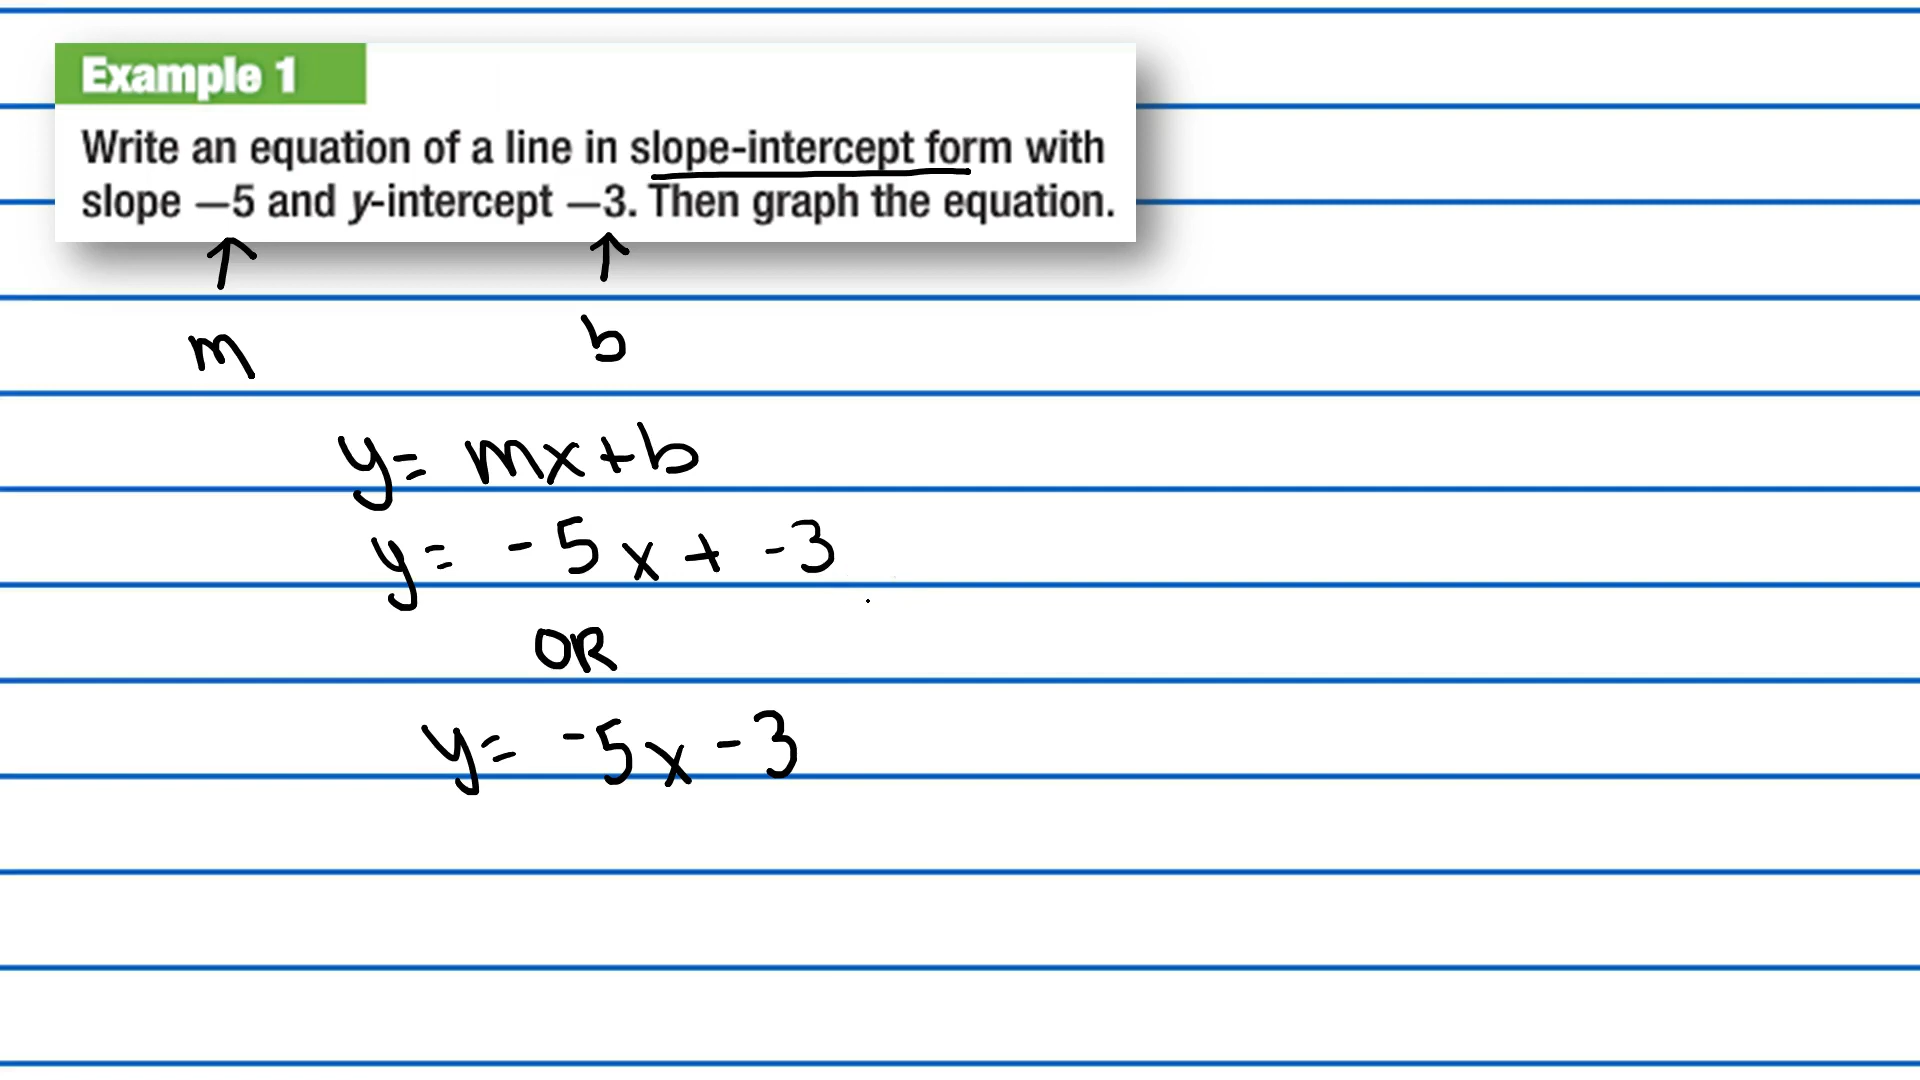 Example 1
Write an equation of a line in slope-intercept form with
slope —5 and y-intercept —3. Then graph the equation.
m b
y= mx+b
y= -5x + -3
OR
y= -5x -3